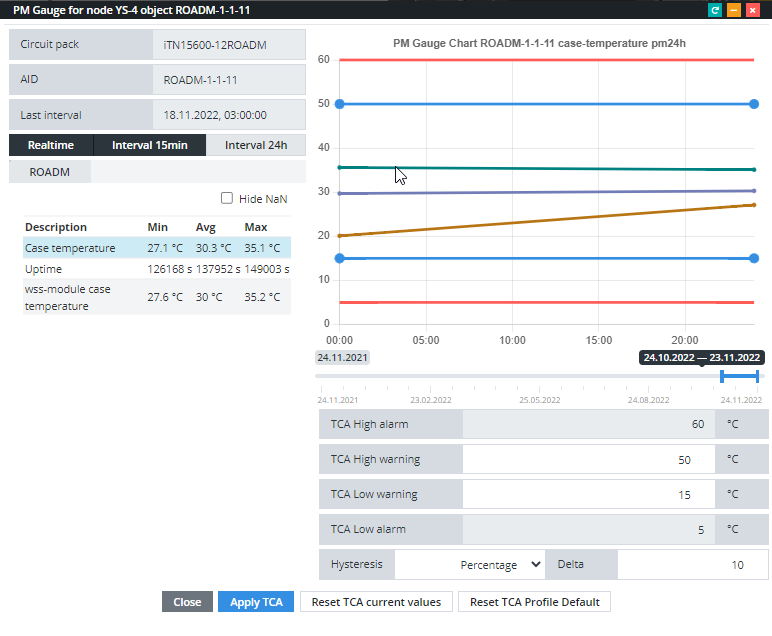 PM Gauge for node YS-4 object ROADM-1-1-11
Circuit pack iTN15600-12ROADM
AID ROADM-1-1-11
Last interval 18.11.2022, 03:00:00
Realtime Interval 15min Interval 24h
ROADM
Hide NaN
Description Min Avg Max
Case temperature 27.1 °C 30.3 °C 35.1 °C
Uptime 126168 s 137952 s 149003 s
wss-module case
temperature 27.6 °C 30 °C 35.2 °C
PM Gauge Chart ROADM-1-1-11 case-temperature pm24h
60
50
40
30
20
10
0
00:00 05:00 10:00 15:00 20:00
24.11.2021 24.10.2022 — 23.11.2022
24.11.2021 23.02.2022 25.05.2022 24.08.2022 24.11.2022
TCA High alarm 60 °C
TCA High warning 50 °C
TCA Low warning 15 °C
TCA Low alarm 5 °C
Hysteresis Percentage Delta 10
Close Apply TCA Reset TCA current values Reset TCA Profile Default